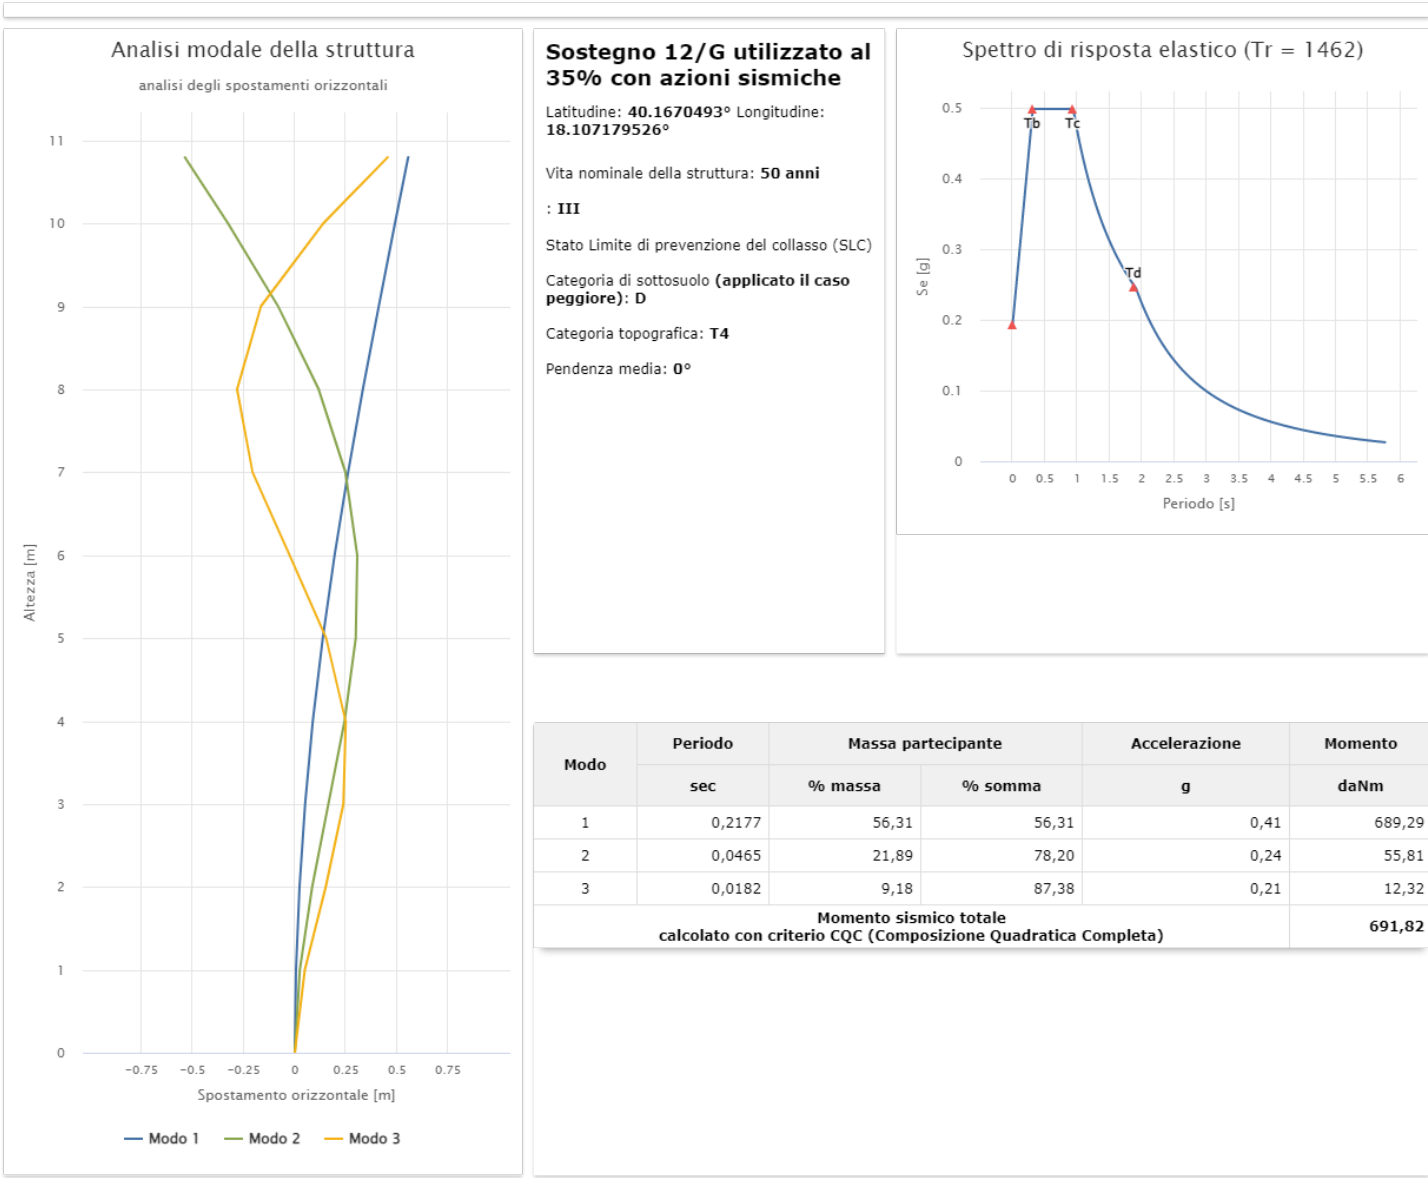 Analisi modale della struttura
analisi degli spostamenti orizzontali
11
10
9
8
7
6
5
4
3
2
1
0
Altezza [m]
−0.75 −0.5 −0.25 0 0.25 0.5 0.75
Spostamento orizzontale [m]
Modo 1 Modo 2 Modo 3
Sostegno 12/G utilizzato al
35% con azioni sismiche
Latitudine: 40.1670493° Longitudine:
18.107179526°
Vita nominale della struttura: 50 anni
: III
Stato Limite di prevenzione del collasso (SLC)
Categoria di sottosuolo (applicato il caso
peggiore): D
Categoria topografica: T4
Pendenza media: 0°
Spettro di risposta elastico (Tr = 1462)
0.5
0.4
0.3
0.2
0.1
0
Se [g]
Tb Tc
Td
0 0.5 1 1.5 2 2.5 3 3.5 4 4.5 5 5.5 6
Periodo [s]
Modo Periodo Massa partecipante Accelerazione Momento
sec % massa % somma g daNm
1 0,2177 56,31 56,31 0,41 689,29
2 0,0465 21,89 78,20 0,24 55,81
3 0,0182 9,18 87,38 0,21 12,32
Momento sismico totale
calcolato con criterio CQC (Composizione Quadratica Completa) 691,82